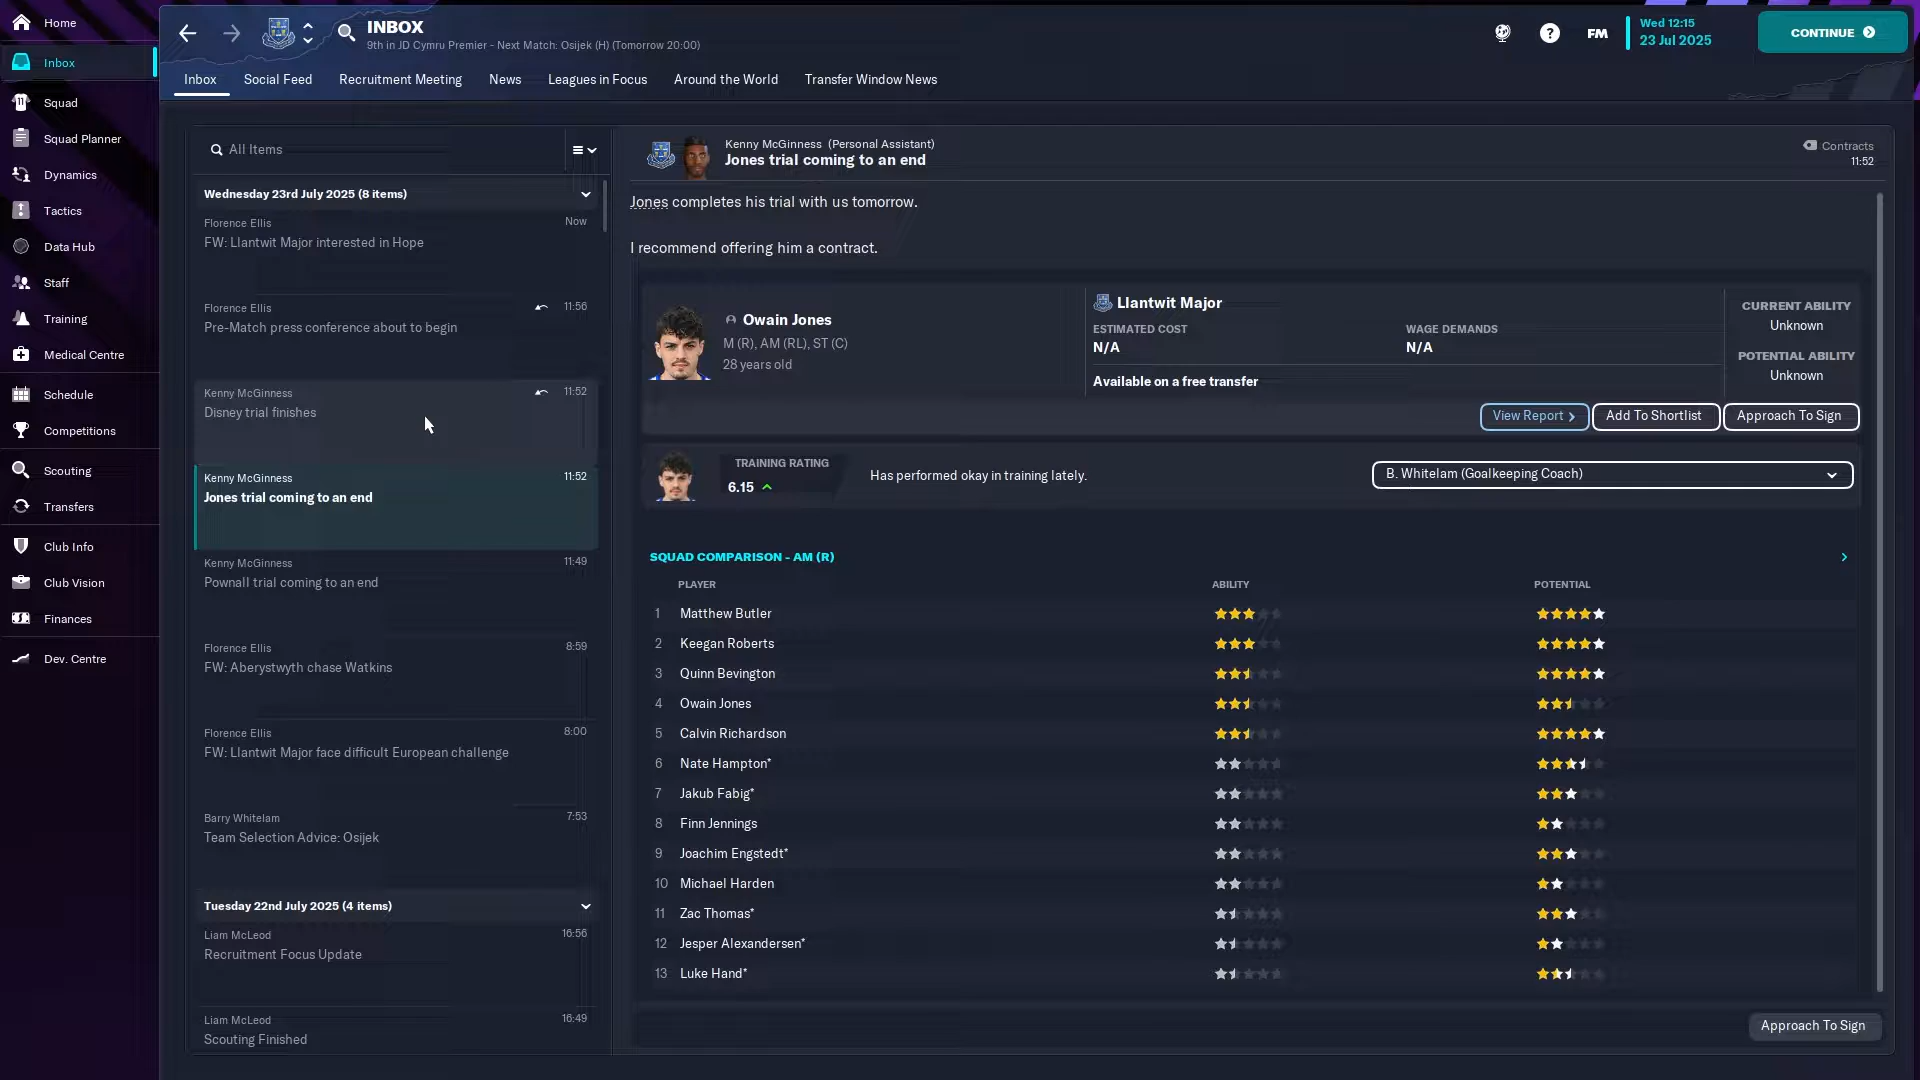 Home
Inbox
Squad
Squad Planner
Dynamics
Tactics
Data Hub
Staff
Training
Medical Centre
Schedule
Competitions
Scouting
Transfers
Club Info
Club Vision
Finances
Dev. Centre
INBOX
9th in JD Cymru Premier - Next Match: Osijek (H) (Tomorrow 20:00)
FM
Wed 12:15
23 Jul 2025
CONTINUE
Inbox
Social Feed
Recruitment Meeting
News
Leagues in Focus
Around the World
Transfer Window News
All Items
Wednesday 23rd July 2025 (8 items)
Florence Ellis
Now
FW: Llantwit Major interested in Hope
Florence Ellis
11:56
Pre-Match press conference about to begin
Kenny McGinness
11:52
Disney trial finishes
Kenny McGinness
11:52
Jones trial coming to an end
Kenny McGinness
11:49
Pownall trial coming to an end
Florence Ellis
8:59
FW: Aberystwyth chase Watkins
Florence Ellis
8:00
FW: Llantwit Major face difficult European challenge
Barry Whitelam
7:53
Team Selection Advice: Osijek
Tuesday 22nd July 2025 (4 items)
Liam McLeod
16:56
Recruitment Focus Update
Liam McLeod
16:49
Scouting Finished
Kenny McGinness (Personal Assistant)
Jones trial coming to an end
Contracts
11:52
Jones completes his trial with us tomorrow.
I recommend offering him a contract.
Owain Jones
M (R), AM (RL), ST (C)
28 years old
Llantwit Major
ESTIMATED COST
N/A
WAGE DEMANDS
N/A
Available on a free transfer
CURRENT ABILITY
Unknown
POTENTIAL ABILITY
Unknown
View Report
Add To Shortlist
Approach To Sign
TRAINING RATING
6.15
Has performed okay in training lately.
B. Whitelam (Goalkeeping Coach)
SQUAD COMPARISON - AM (R)
PLAYER ABILITY POTENTIAL
1 Matthew Butler
2 Keegan Roberts
3 Quinn Bevington
4 Owain Jones
5 Calvin Richardson
6 Nate Hampton*
7 Jakub Fabig*
8 Finn Jennings
9 Joachim Engstedt*
10 Michael Harden
11 Zac Thomas*
12 Jesper Alexandersen*
13 Luke Hand*
Approach To Sign